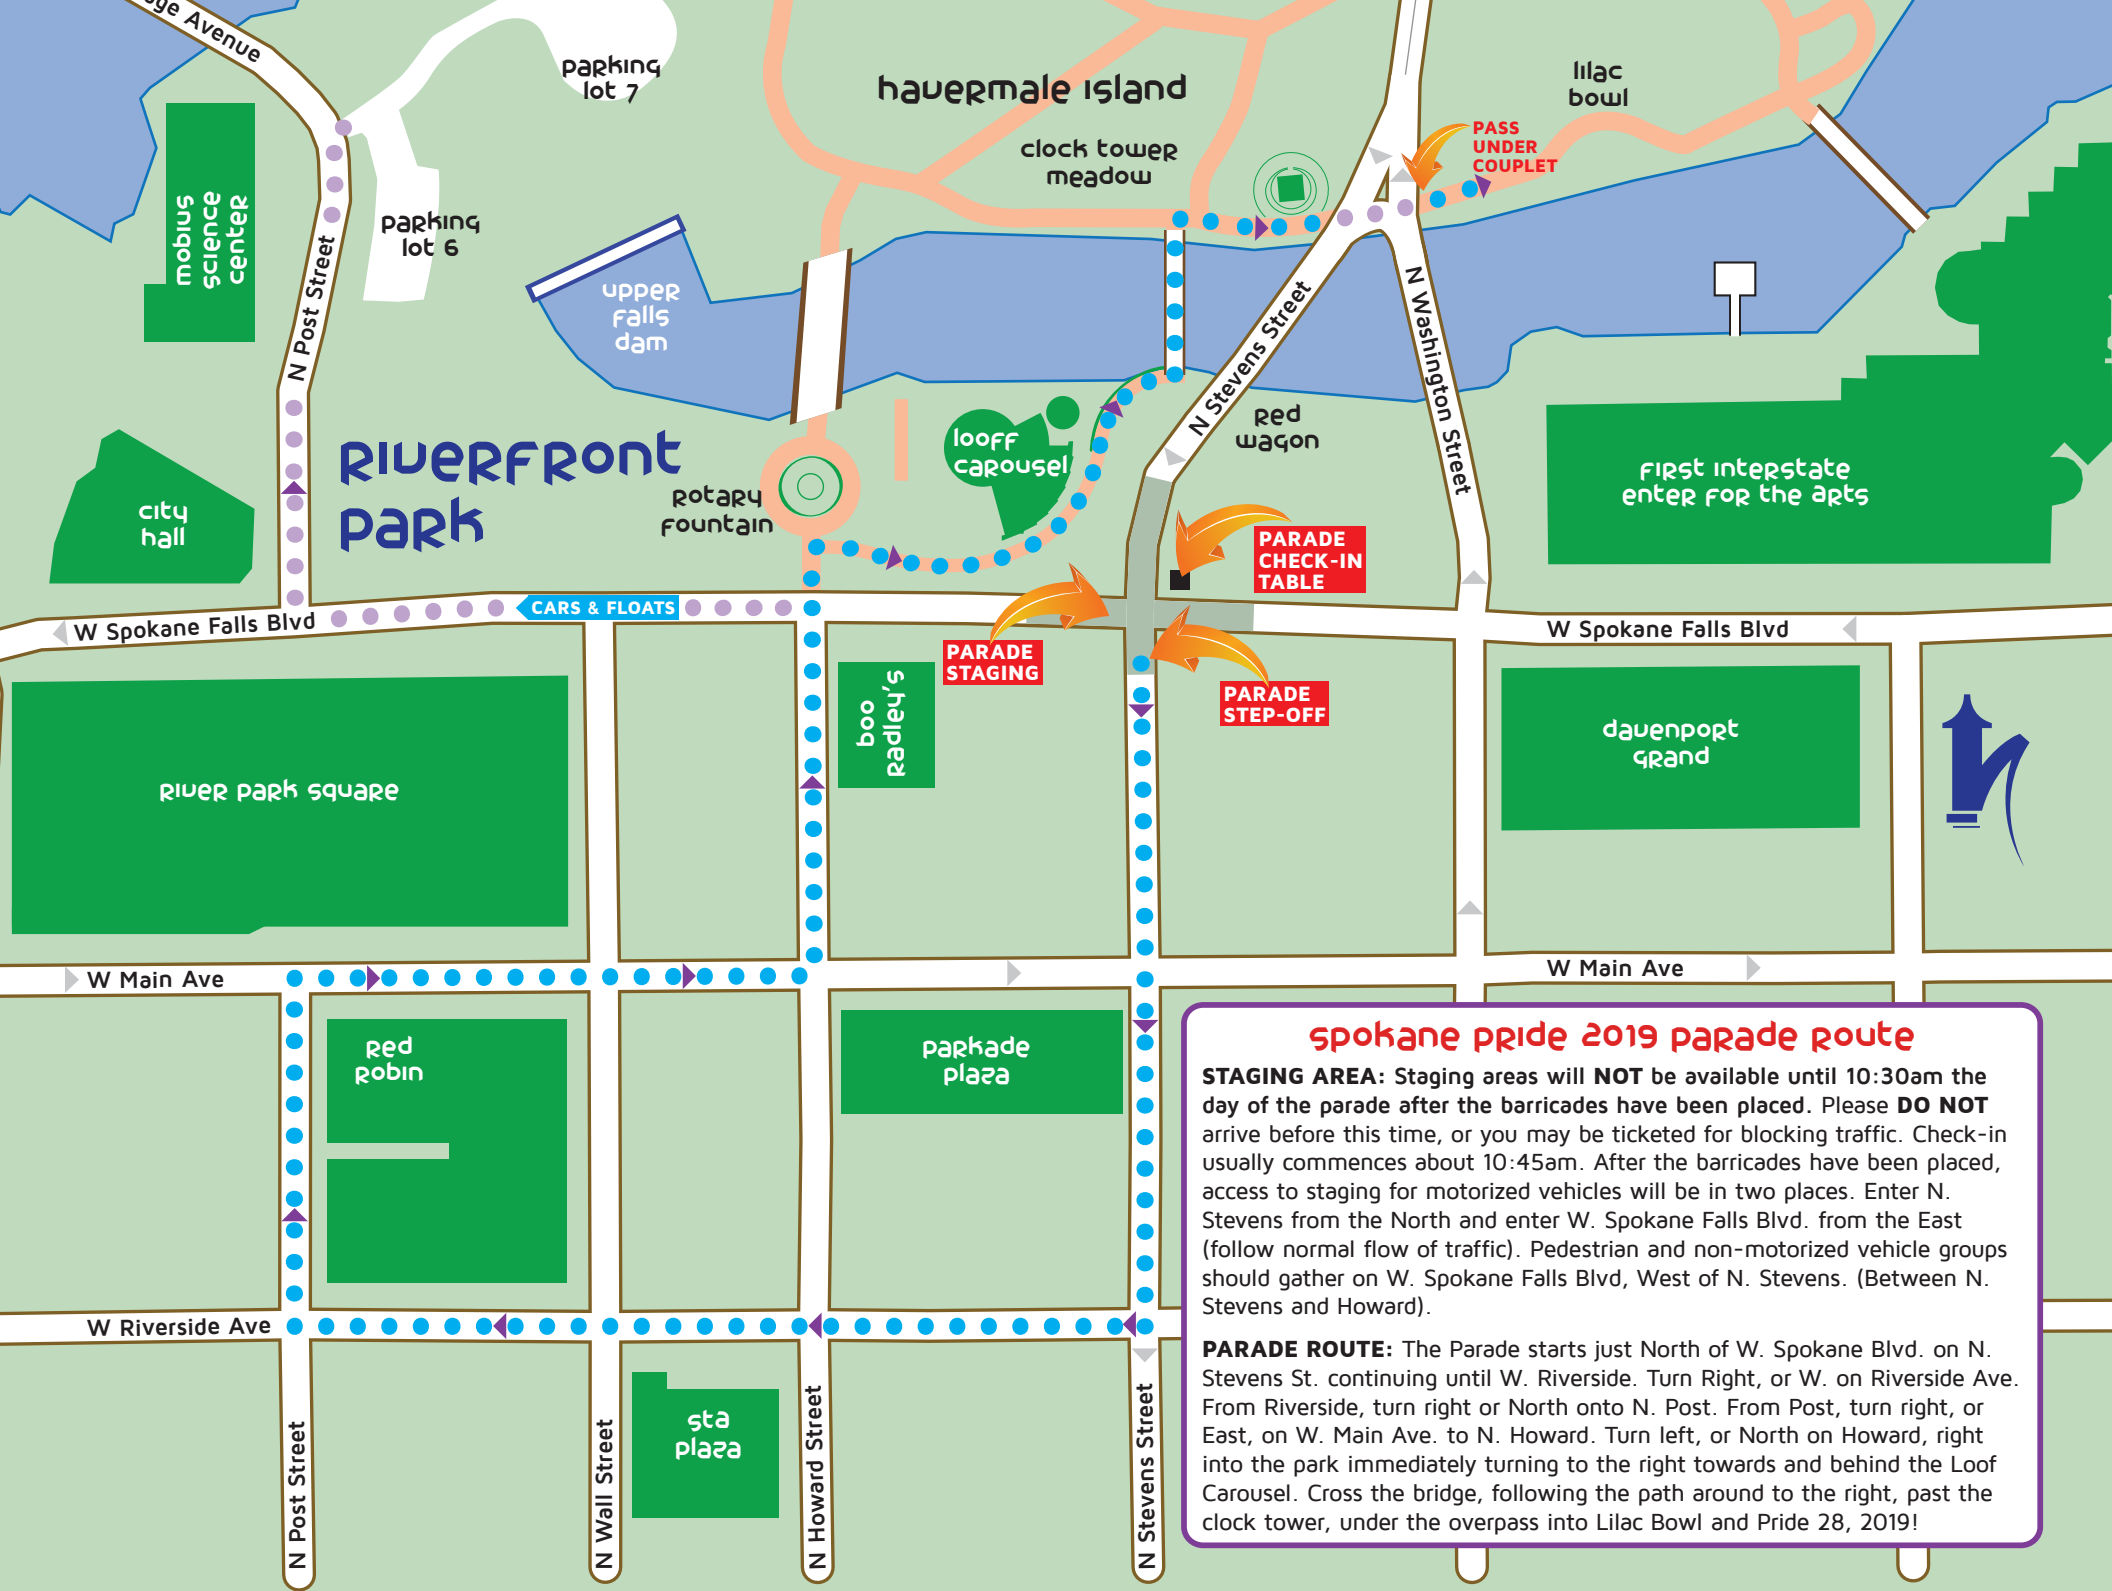 ge Avenue
parking
lot 7
havermale island
lilac
bowl
clock tower
meadow
PASS
UNDER
COUPLET
mobius
science
center
N Post Street
parking
lot 6
upper
falls
dam
N Stevens Street
N Washington Street
Riverfront
Park
rotary
fountain
looff
carousel
red
wagon
first interstate
enter for the arts
city
hall
PARADE
CHECK-IN
TABLE
CARS & FLOATS
W Spokane Falls Blvd
W Spokane Falls Blvd
PARADE
STAGING
PARADE
STEP-OFF
boo
radley's
davenport
grand
river park square
W Main Ave
W Main Ave
red
robin
parkade
plaza
W Riverside Ave
sta
plaza
N Post Street
N Wall Street
N Howard Street
N Stevens Street
spokane pride 2019 parade route
STAGING AREA: Staging areas will NOT be available until 10:30am the
day of the parade after the barricades have been placed. Please DO NOT
arrive before this time, or you may be ticketed for blocking traffic. Check-in
usually commences about 10:45am. After the barricades have been placed,
access to staging for motorized vehicles will be in two places. Enter N.
Stevens from the North and enter W. Spokane Falls Blvd. from the East
(follow normal flow of traffic). Pedestrian and non-motorized vehicle groups
should gather on W. Spokane Falls Blvd, West of N. Stevens. (Between N.
Stevens and Howard).
PARADE ROUTE: The Parade starts just North of W. Spokane Blvd. on N.
Stevens St. continuing until W. Riverside. Turn Right, or W. on Riverside Ave.
From Riverside, turn right or North onto N. Post. From Post, turn right, or
East, on W. Main Ave. to N. Howard. Turn left, or North on Howard, right
into the park immediately turning to the right towards and behind the Loof
Carousel. Cross the bridge, following the path around to the right, past the
clock tower, under the overpass into Lilac Bowl and Pride 28, 2019!